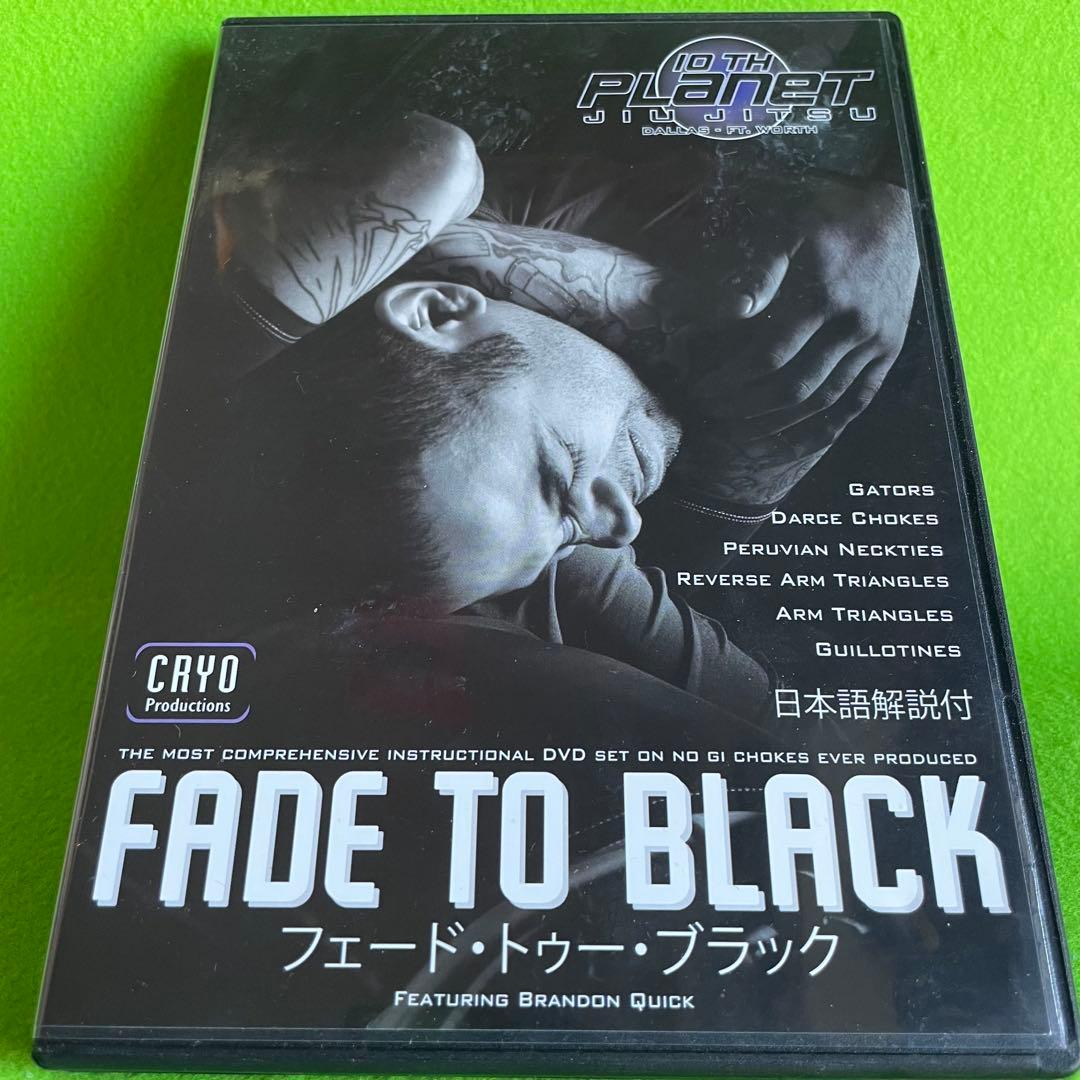 10TH
PLANET
JIU JITSU
DALLAS - FT. WORTH
GATORS
DARCE CHOKES
PERUVIAN NECKTIES
REVERSE ARM TRIANGLES
ARM TRIANGLES
GUILLOTINES
日本語解説付
CRYO
Productions
THE MOST COMPREHENSIVE INSTRUCTIONAL DVD SET ON NO GI CHOKES EVER PRODUCED
FADE TO BLACK
フェード・トゥー・ブラック
FEATURING BRANDON QUICK